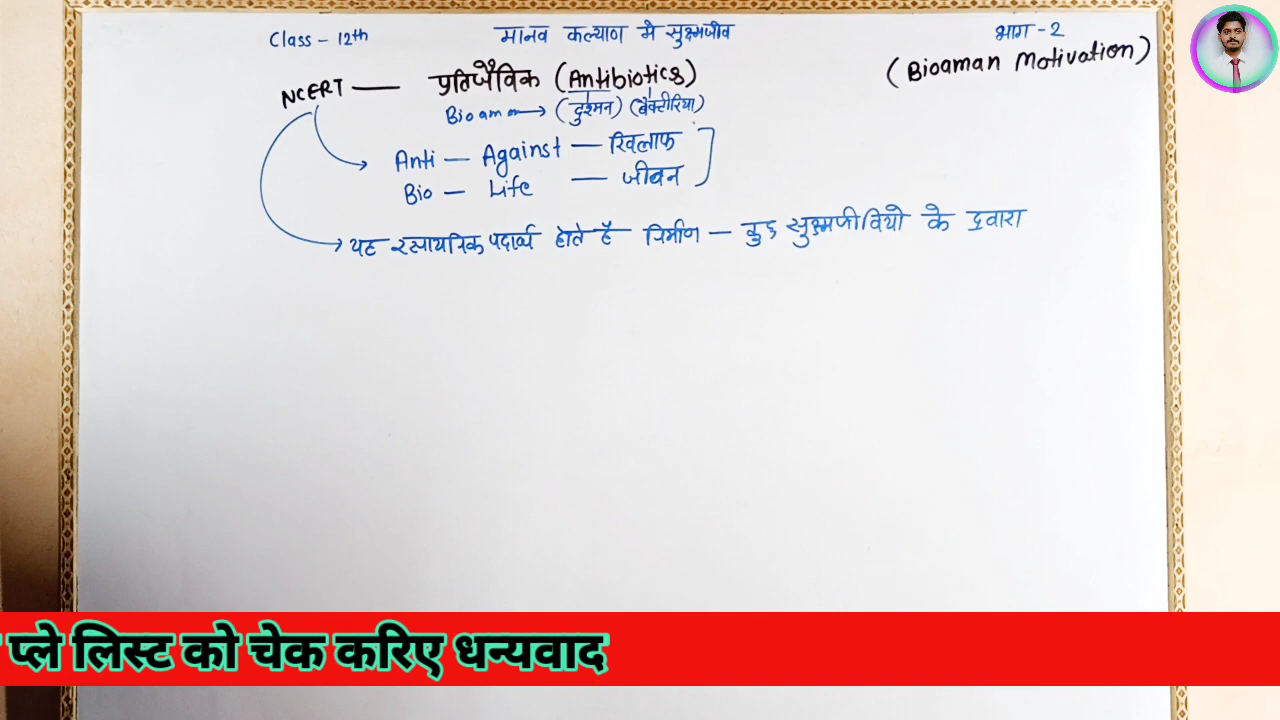 Class - 12th मानव कल्याण मे सुक्ष्मजीव भाग - 2
(Bioaman Motivation)
NCERT — प्रतिजैविक (Antibiotics)
Bioaman → (दुश्मन) (बैक्टीरिया)
Anti — Against — खिलाफ
Bio — Life — जीवन
यह रसायनिक पदार्थ होते है निर्माण — कुछ सुक्ष्मजीवियो के द्वारा
प्ले लिस्ट को चेक करिए धन्यवाद